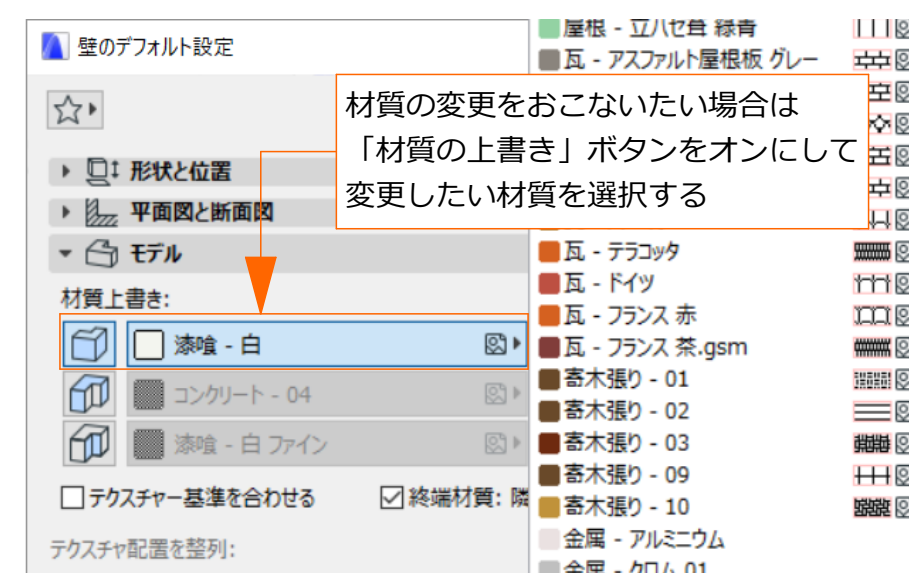 壁のデフォルト設定
材質の変更をおこないたい場合は
「材質の上書き」ボタンをオンにして
変更したい材質を選択する
形状と位置
平面図と断面図
モデル
材質上書き:
漆喰 - 白
コンクリート - 04
漆喰 - 白 ファイン
テクスチャー基準を合わせる
終端材質: 隣
テクスチャ配置を整列:
屋根 - 立ハゼ葺 緑青
瓦 - アスファルト屋根板 グレー
瓦 - テラコッタ
瓦 - ドイツ
瓦 - フランス 赤
瓦 - フランス 茶.gsm
寄木張り - 01
寄木張り - 02
寄木張り - 03
寄木張り - 09
寄木張り - 10
金属 - アルミニウム
金属 - クロム 01